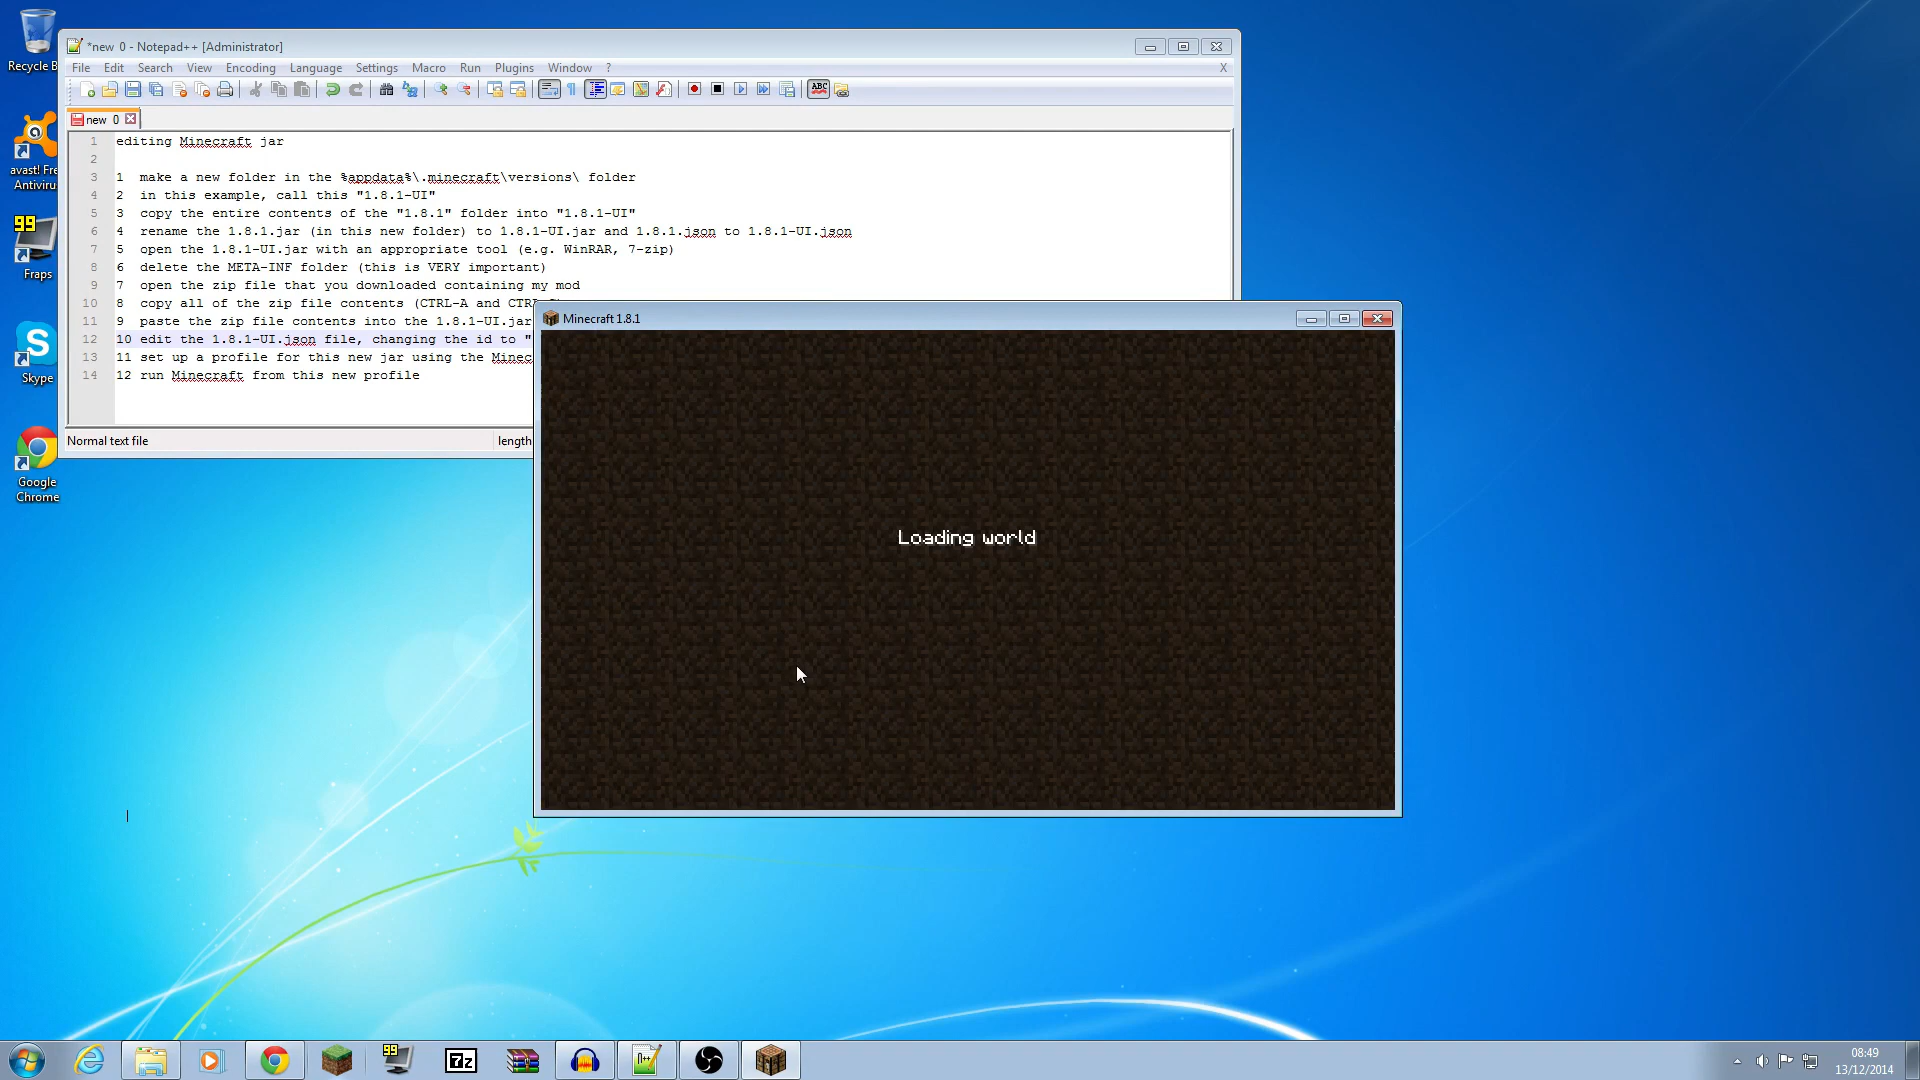 Recycle B
avast! Fre
Antiviru
99
Fraps
Skype
Google
Chrome
*new 0 - Notepad++ [Administrator]
File Edit Search View Encoding Language Settings Macro Run Plugins Window ? X
ABC
new 0
1 editing Minecraft jar
2
3 1 make a new folder in the %appdata%\.minecraft\versions\ folder
4 2 in this example, call this "1.8.1-UI"
5 3 copy the entire contents of the "1.8.1" folder into "1.8.1-UI"
6 4 rename the 1.8.1.jar (in this new folder) to 1.8.1-UI.jar and 1.8.1.json to 1.8.1-UI.json
7 5 open the 1.8.1-UI.jar with an appropriate tool (e.g. WinRAR, 7-zip)
8 6 delete the META-INF folder (this is VERY important)
9 7 open the zip file that you downloaded containing my mod
10 8 copy all of the zip file contents (CTRL-A and CTR
11 9 paste the zip file contents into the 1.8.1-UI.jar
12 10 edit the 1.8.1-UI.json file, changing the id to "
13 11 set up a profile for this new jar using the Minec
14 12 run Minecraft from this new profile
Normal text file length
Minecraft 1.8.1
Loading world
99
7z
n++
08:49
13/12/2014